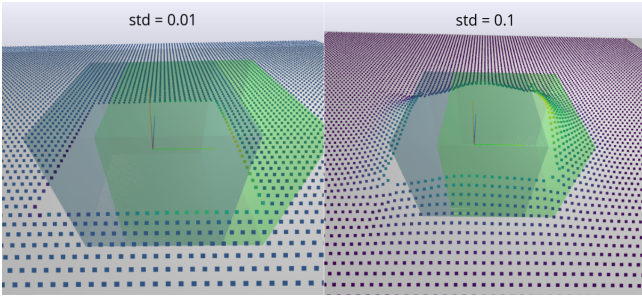 std = 0.01
std = 0.1